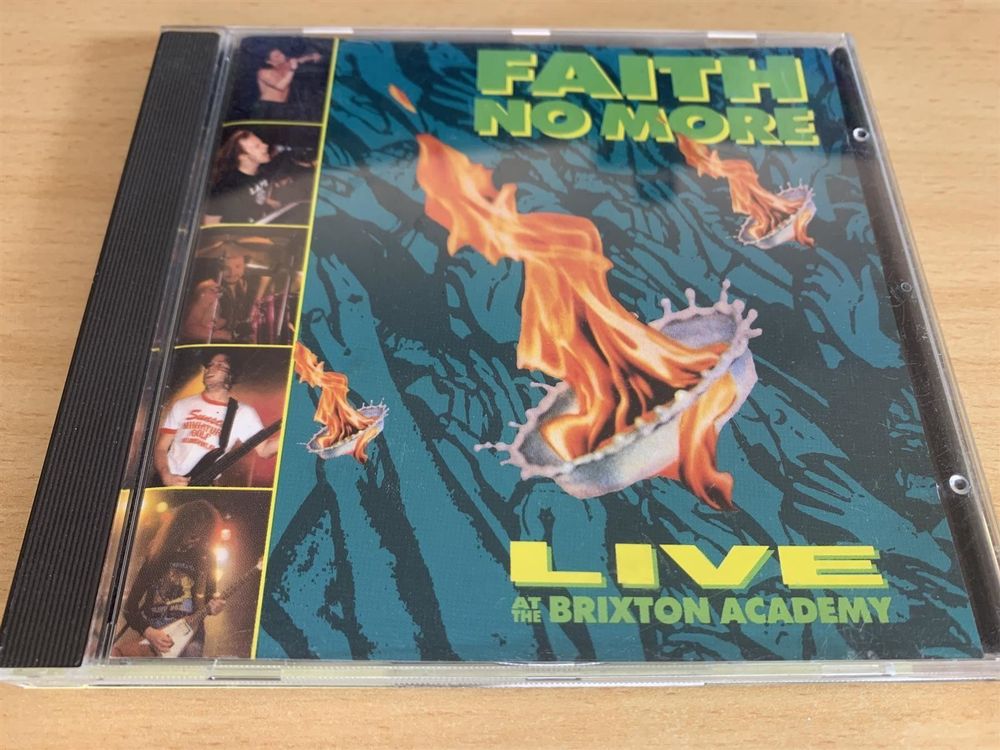 FAITH
NO MORE
LIVE
AT THE BRIXTON ACADEMY